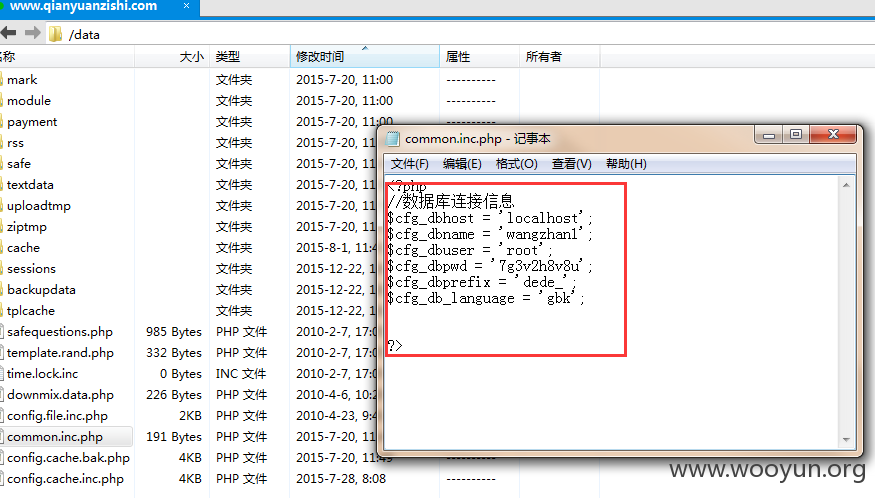 www.qianyuanzishi.com ×
/data
名称 大小 类型 修改时间 属性 所有者
mark 文件夹 2015-7-20, 11:00 ----------
module 文件夹 2015-7-20, 11:00 ----------
payment 文件夹 2015-7-20, 11:00
rss 文件夹 2015-7-20, 11:
safe 文件夹 2015-7-20, 11:
textdata 文件夹 2015-7-20, 11:
uploadtmp 文件夹 2015-7-20, 11:
ziptmp 文件夹 2015-7-20, 11:
cache 文件夹 2015-8-1, 11:4
sessions 文件夹 2015-12-22, 1
backupdata 文件夹 2015-12-22, 1
tplcache 文件夹 2015-12-22, 1
safequestions.php 985 Bytes PHP 文件 2010-2-7, 17:0
template.rand.php 332 Bytes PHP 文件 2010-2-7, 17:0
time.lock.inc 0 Bytes INC 文件 2010-2-7, 17:0
downmix.data.php 226 Bytes PHP 文件 2010-4-6, 10:2
config.file.inc.php 2KB PHP 文件 2010-4-23, 9:4
common.inc.php 191 Bytes PHP 文件 2015-7-20, 11:
config.cache.bak.php 4KB PHP 文件 2015-7-20, 11:49 ----------
config.cache.inc.php 4KB PHP 文件 2015-7-28, 8:08 ----------
common.inc.php - 记事本
文件(F) 编辑(E) 格式(O) 查看(V) 帮助(H)
<?php
//数据库连接信息
$cfg_dbhost = 'localhost';
$cfg_dbname = 'wangzhan1';
$cfg_dbuser = 'root';
$cfg_dbpwd = '7g3v2h8v8u';
$cfg_dbprefix = 'dede_';
$cfg_db_language = 'gbk';
?>
www.wooyun.org